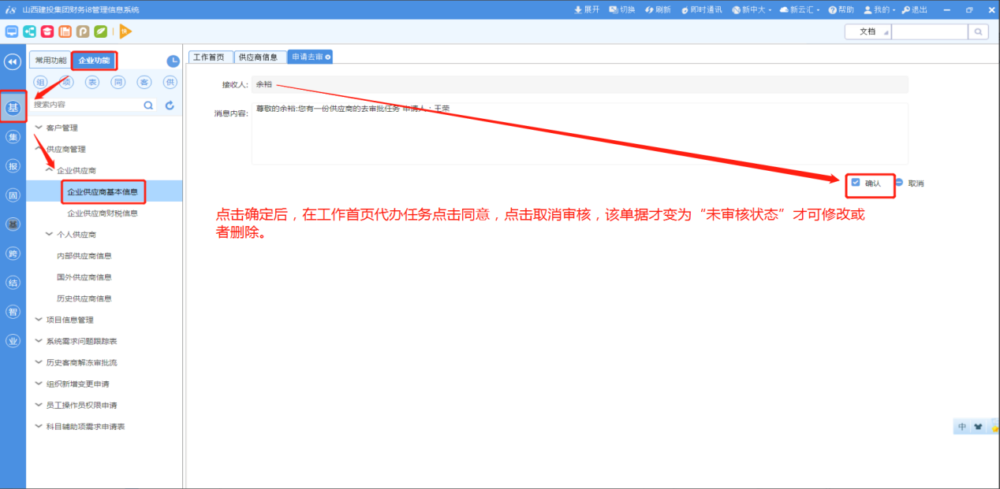 i8 山西建投集团财务i8管理信息系统
展开 切换 刷新 即时通讯 新中大 新云汇 帮助 我的 退出
文档
常用功能 企业功能
组 项 表 同 客 供
搜索内容
基
集
报
固
基
跨
结
智
业
客户管理
供应商管理
企业供应商
企业供应商基本信息
企业供应商财税信息
个人供应商
内部供应商信息
国外供应商信息
历史供应商信息
项目信息管理
系统需求问题跟踪表
历史客商解冻审批流
组织新增变更申请
员工操作员权限申请
科目辅助项需求申请表
工作首页 供应商信息 申请去审
接收人: 余裕
消息内容: 尊敬的余裕:您有一份供应商的去审批任务 申请人：王荣
确认 取消
点击确定后，在工作首页代办任务点击同意，点击取消审核，该单据才变为“未审核状态”才可修改或
者删除。
中